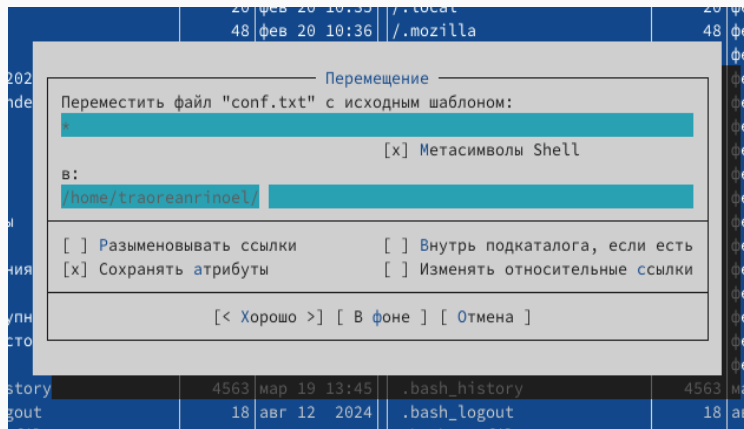 20 фев 20 10:35 /.local 20
48 фев 20 10:36 /.mozilla 48
202
Перемещение
Переместить файл "conf.txt" с исходным шаблоном:
*
[x] Метасимволы Shell
в:
/home/traoreanrinoel/
[ ] Разыменовывать ссылки [ ] Внутрь подкаталога, если есть
[x] Сохранять атрибуты [ ] Изменять относительные ссылки
[< Хорошо >] [ В фоне ] [ Отмена ]
story 4563 мар 19 13:45 .bash_history 4563
gout 18 авг 12 2024 .bash_logout 18